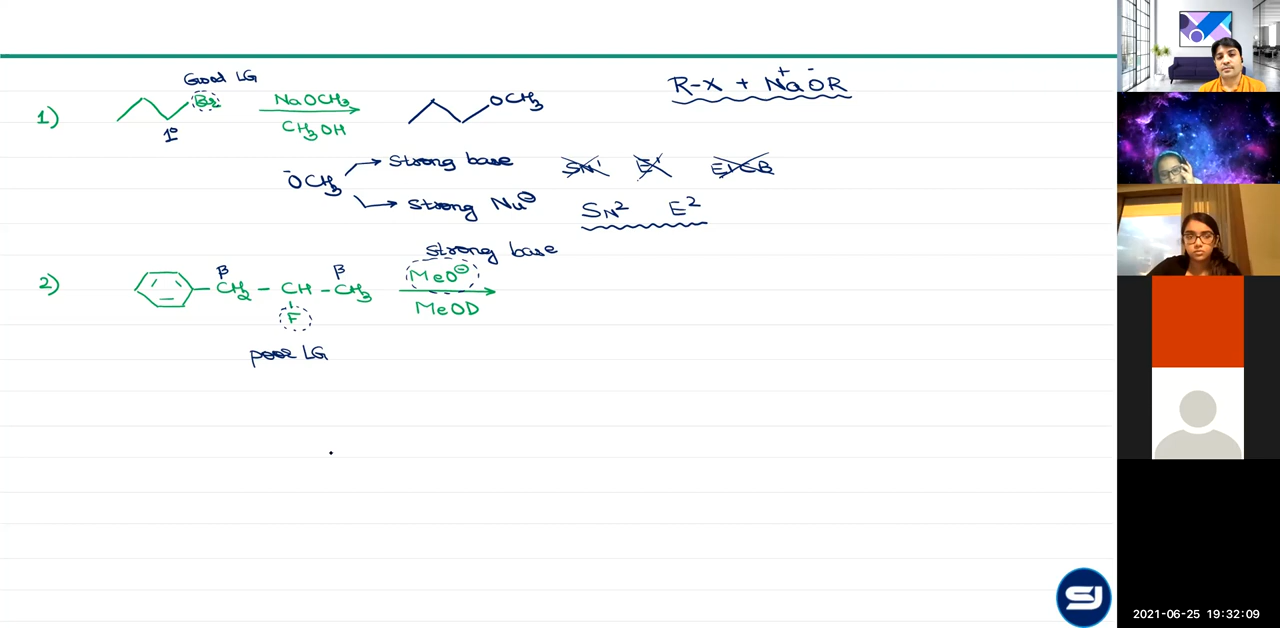 Good LG
1) Br NaOCH3 CH3OH OCH3 R-X + Na+ -OR
1°
-OCH3 → Strong base SN1 E1 E1CB
→ Strong Nu⊖ SN2 E2
strong base
2) β CH2 - CH - β CH3 MeO⊖
F MeOD
poor LG
SJ
2021-06-25 19:32:09